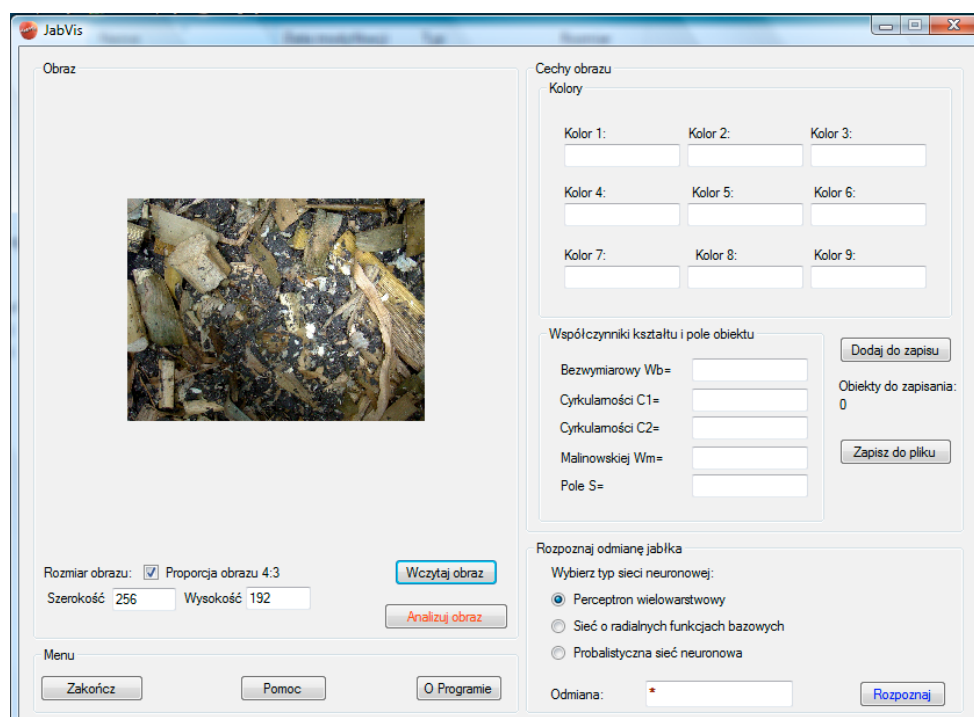 JabVis
Obraz
Rozmiar obrazu: Proporcja obrazu 4:3
Szerokość 256 Wysokość 192
Wczytaj obraz
Analizuj obraz
Menu
Zakończ Pomoc O Programie
Cechy obrazu
Kolory
Kolor 1: Kolor 2: Kolor 3:
Kolor 4: Kolor 5: Kolor 6:
Kolor 7: Kolor 8: Kolor 9:
Współczynniki kształtu i pole obiektu
Bezwymiarowy Wb=
Cyrkularności C1=
Cyrkularności C2=
Malinowskiej Wm=
Pole S=
Dodaj do zapisu
Obiekty do zapisania:
0
Zapisz do pliku
Rozpoznaj odmianę jabłka
Wybierz typ sieci neuronowej:
Perceptron wielowarstwowy
Sieć o radialnych funkcjach bazowych
Probalistyczna sieć neuronowa
Odmiana: * Rozpoznaj